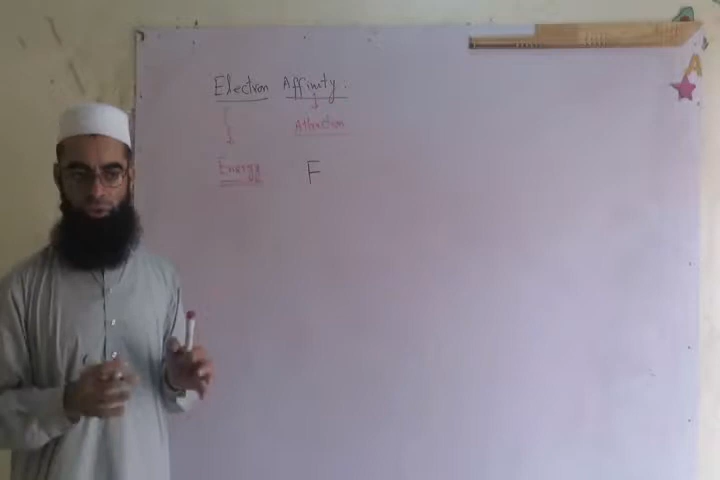 Electron Affinity.
Attraction
Energy F
A